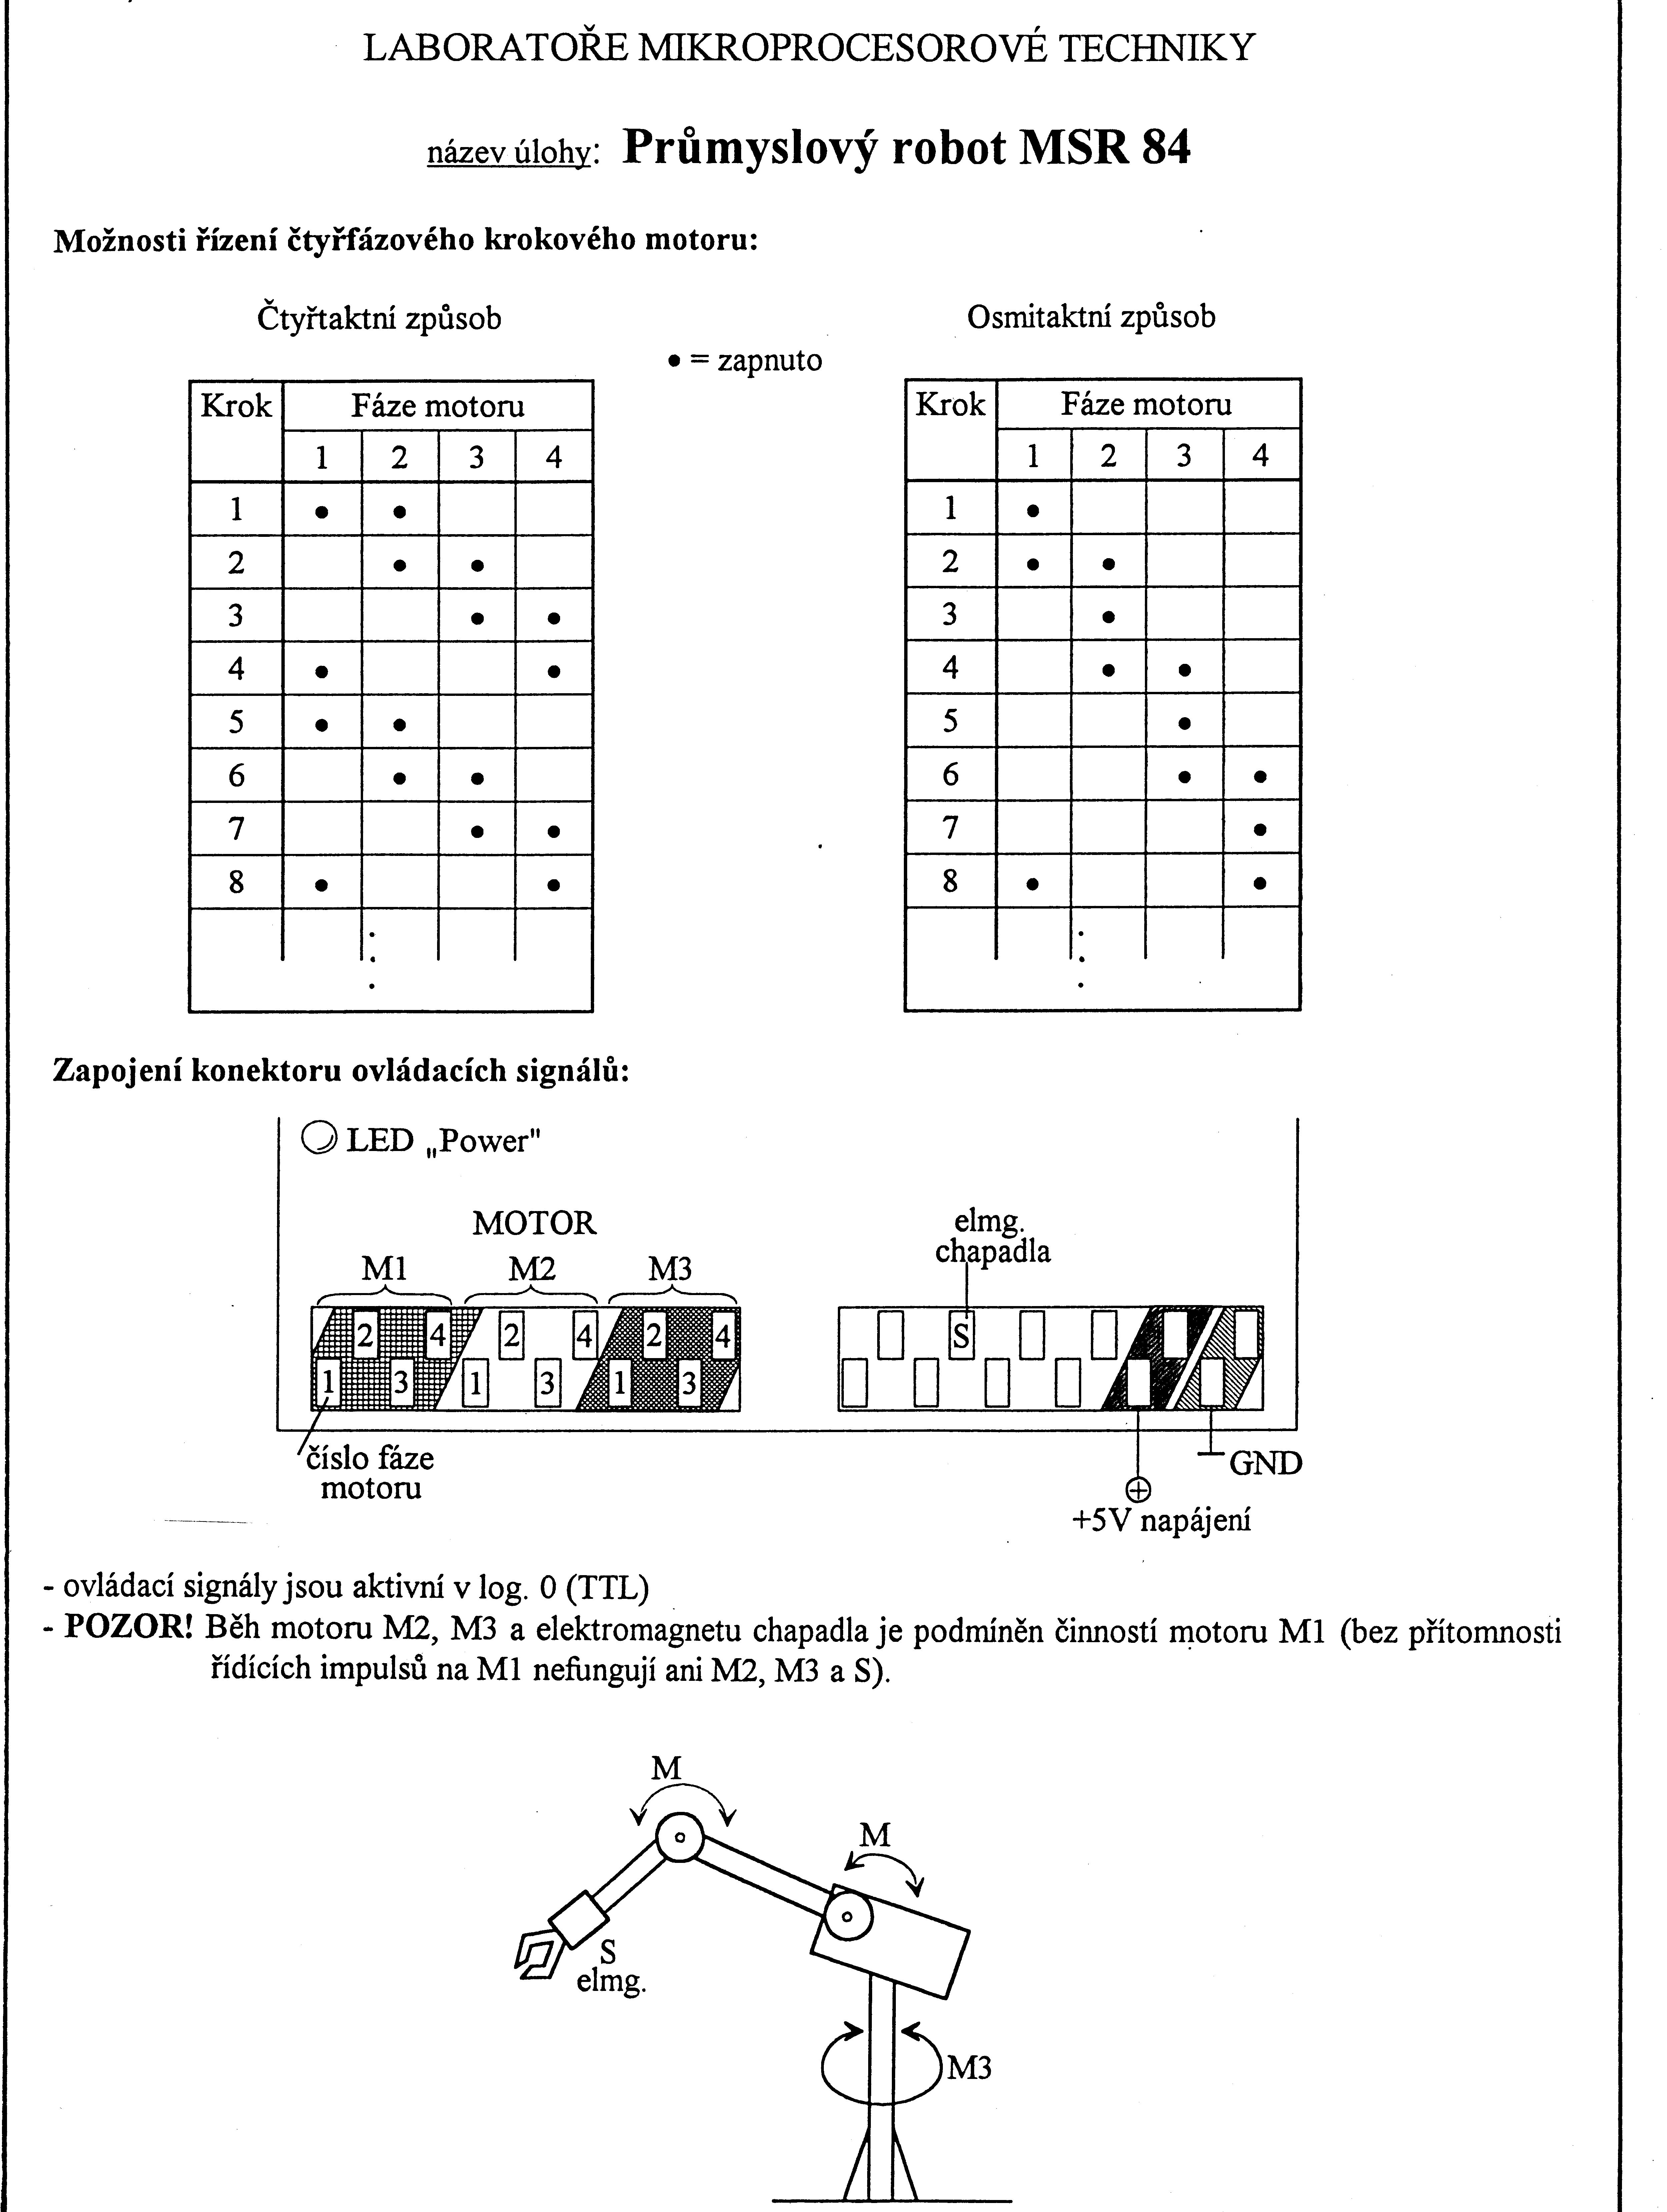 LABORATOŘE MIKROPROCESOROVÉ TECHNIKY
název úlohy: Průmyslový robot MSR 84
Možnosti řízení čtyřfázového krokového motoru:
Čtyřtaktní způsob
Osmitaktní způsob
• = zapnuto
Krok Fáze motoru
1 2 3 4
1 • •
2 • •
3 • •
4 • •
5 • •
6 • •
7 • •
8 • •
Krok Fáze motoru
1 2 3 4
1 •
2 • •
3 •
4 • •
5 •
6 • •
7 •
8 • •
Zapojení konektoru ovládacích signálů:
LED „Power"
MOTOR
M1 M2 M3
2 4 2 4 2 4
1 3 1 3 1 3
číslo fáze
motoru
elmg.
chapadla
S
GND
+5V napájení
- ovládací signály jsou aktivní v log. 0 (TTL)
- POZOR! Běh motoru M2, M3 a elektromagnetu chapadla je podmíněn činností motoru M1 (bez přítomnosti
řídících impulsů na M1 nefungují ani M2, M3 a S).
M
M
S
elmg.
M3